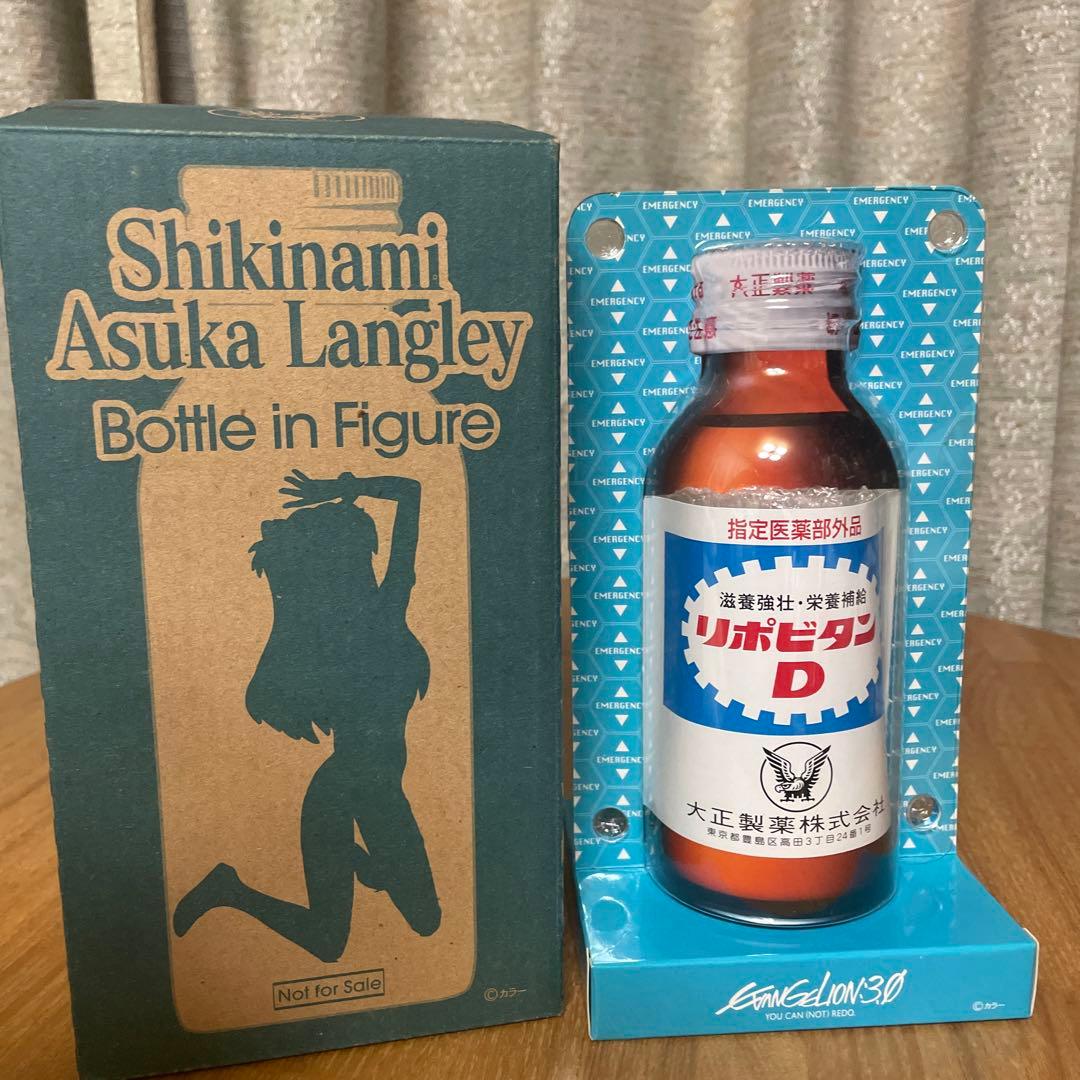 Shikinami
Asuka Langley
Bottle in Figure
Not for Sale
©カラー
EMERGENCY
大正製薬
指定医薬部外品
滋養強壮・栄養補給
リポビタン
D
大正製薬株式会社
東京都豊島区高田3丁目24番1号
EVANGELION:3.0
YOU CAN (NOT) REDO.
©カラー